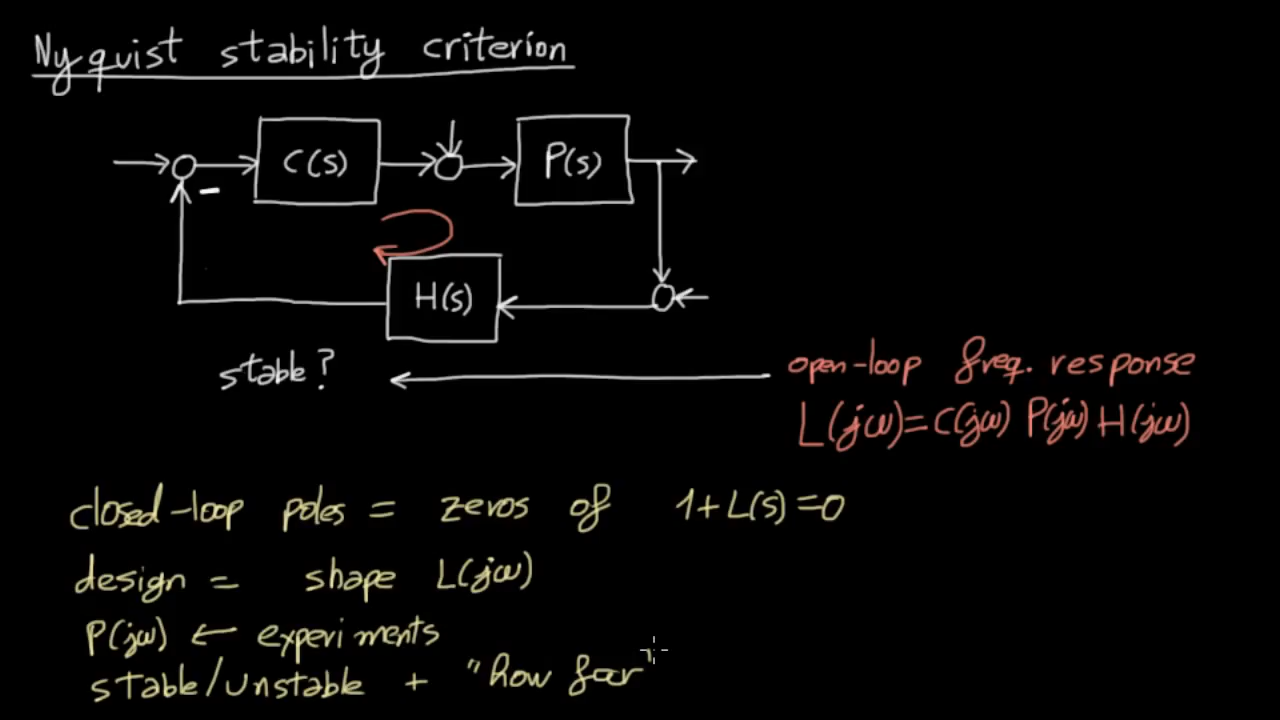 Nyquist stability criterion
C(s)
P(s)
-
H(s)
stable?
open-loop freq. response
L(jω)=C(jω) P(jω) H(jω)
closed-loop poles = zeros of 1+L(s)=0
design = shape L(jω)
P(jω) ← experiments
stable/unstable + "how far"